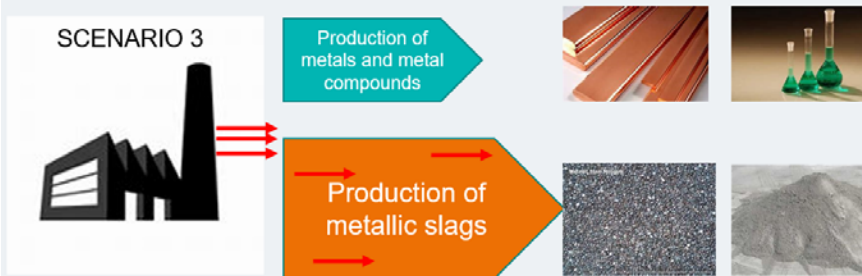 SCENARIO 3
Production of
metals and metal
compounds
Production of
metallic slags